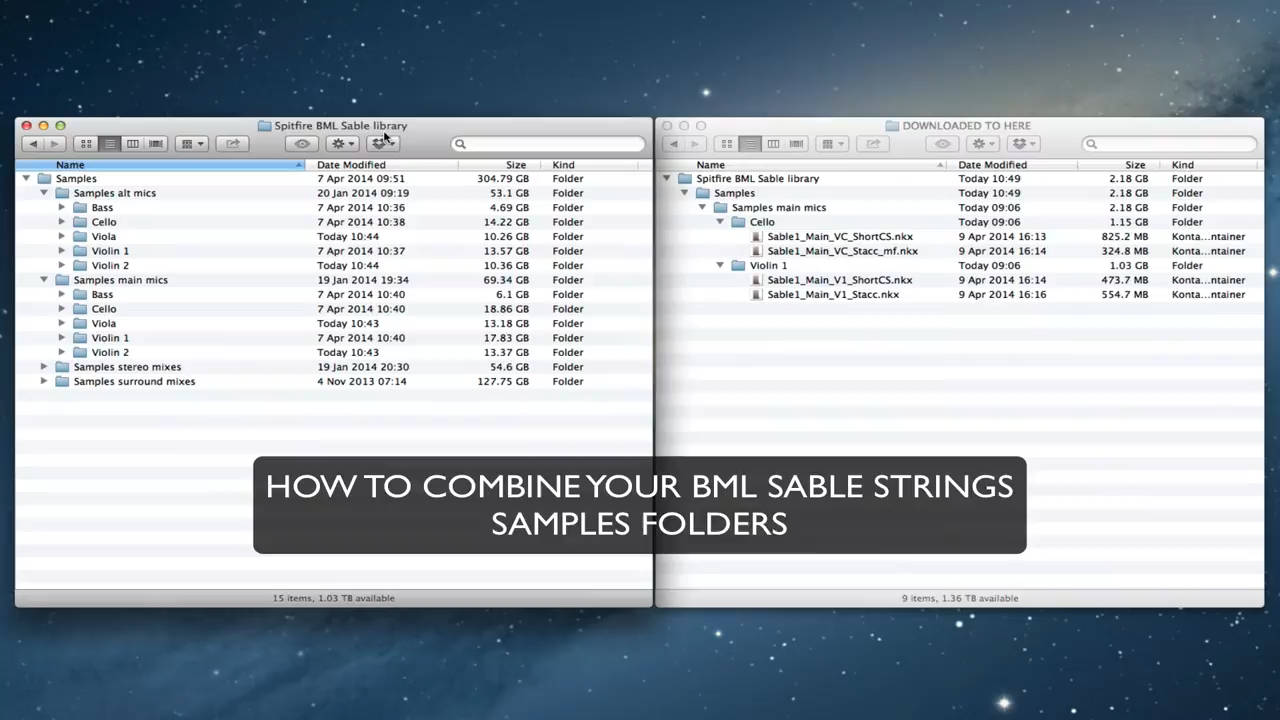 Spitfire BML Sable library
Name Date Modified Size Kind
Samples 7 Apr 2014 09:51 304.79 GB Folder
Samples alt mics 20 Jan 2014 09:19 53.1 GB Folder
Bass 7 Apr 2014 10:36 4.69 GB Folder
Cello 7 Apr 2014 10:38 14.22 GB Folder
Viola Today 10:44 10.26 GB Folder
Violin 1 7 Apr 2014 10:37 13.57 GB Folder
Violin 2 Today 10:44 10.36 GB Folder
Samples main mics 19 Jan 2014 19:34 69.34 GB Folder
Bass 7 Apr 2014 10:40 6.1 GB Folder
Cello 7 Apr 2014 10:40 18.86 GB Folder
Viola Today 10:43 13.18 GB Folder
Violin 1 7 Apr 2014 10:40 17.83 GB Folder
Violin 2 Today 10:43 13.37 GB Folder
Samples stereo mixes 19 Jan 2014 20:30 54.6 GB Folder
Samples surround mixes 4 Nov 2013 07:14 127.75 GB Folder
15 items, 1.03 TB available
DOWNLOADED TO HERE
Name Date Modified Size Kind
Spitfire BML Sable library Today 10:49 2.18 GB Folder
Samples Today 10:49 2.18 GB Folder
Samples main mics Today 09:06 2.18 GB Folder
Cello Today 09:06 1.15 GB Folder
Sable1_Main_VC_ShortCS.nkx 9 Apr 2014 16:13 825.2 MB Konta...ntainer
Sable1_Main_VC_Stacc_mf.nkx 9 Apr 2014 16:14 324.8 MB Konta...ntainer
Violin 1 Today 09:06 1.03 GB Folder
Sable1_Main_V1_ShortCS.nkx 9 Apr 2014 16:14 473.7 MB Konta...ntainer
Sable1_Main_V1_Stacc.nkx 9 Apr 2014 16:16 554.7 MB Konta...ntainer
9 items, 1.36 TB available
HOW TO COMBINE YOUR BML SABLE STRINGS
SAMPLES FOLDERS